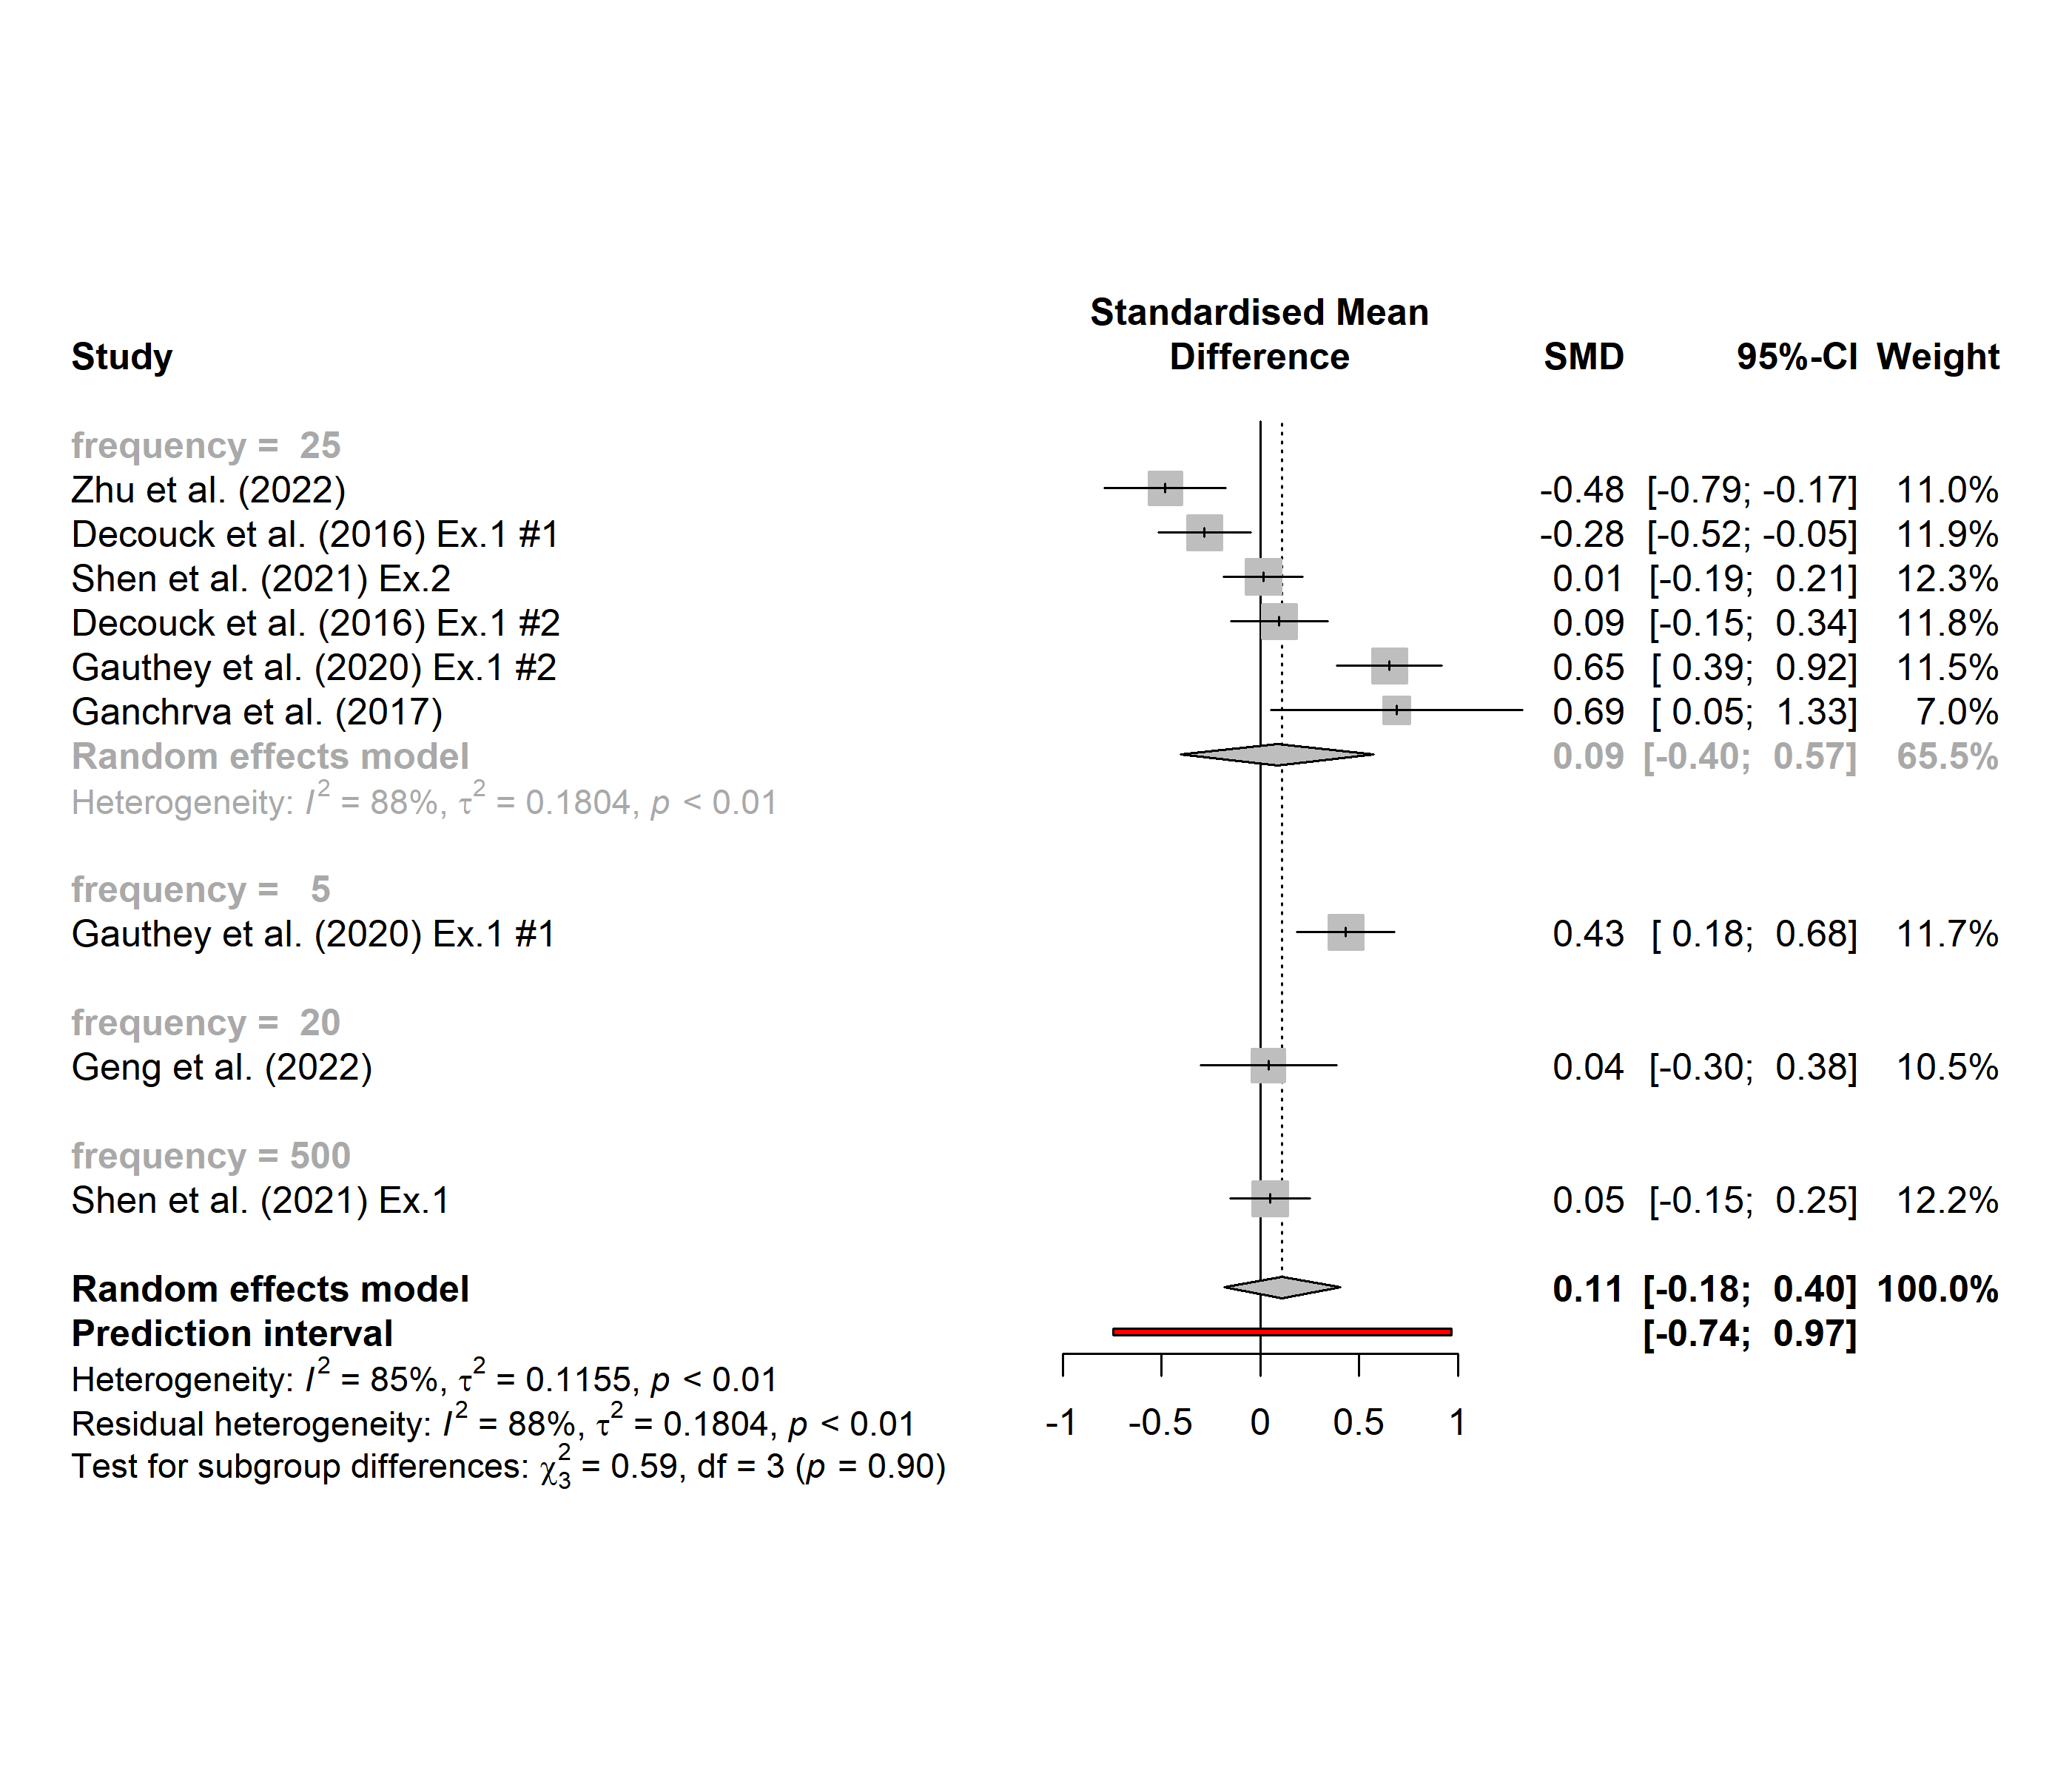 Standardised Mean
Study Difference SMD 95%-CI Weight
frequency = 25
Zhu et al. (2022) -0.48 [-0.79; -0.17] 11.0%
Decouck et al. (2016) Ex.1 #1 -0.28 [-0.52; -0.05] 11.9%
Shen et al. (2021) Ex.2 0.01 [-0.19; 0.21] 12.3%
Decouck et al. (2016) Ex.1 #2 0.09 [-0.15; 0.34] 11.8%
Gauthey et al. (2020) Ex.1 #2 0.65 [ 0.39; 0.92] 11.5%
Ganchrva et al. (2017) 0.69 [ 0.05; 1.33] 7.0%
Random effects model 0.09 [-0.40; 0.57] 65.5%
Heterogeneity: I² = 88%, τ² = 0.1804, p < 0.01
frequency = 5
Gauthey et al. (2020) Ex.1 #1 0.43 [ 0.18; 0.68] 11.7%
frequency = 20
Geng et al. (2022) 0.04 [-0.30; 0.38] 10.5%
frequency = 500
Shen et al. (2021) Ex.1 0.05 [-0.15; 0.25] 12.2%
Random effects model 0.11 [-0.18; 0.40] 100.0%
Prediction interval [-0.74; 0.97]
Heterogeneity: I² = 85%, τ² = 0.1155, p < 0.01
Residual heterogeneity: I² = 88%, τ² = 0.1804, p < 0.01
-1 -0.5 0 0.5 1
Test for subgroup differences: χ²₃ = 0.59, df = 3 (p = 0.90)